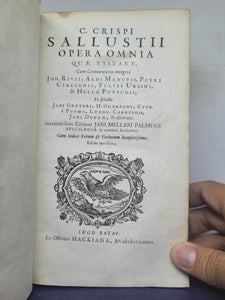 C. CRISPI
SALLUSTII
OPERA OMNIA
QUÆ EXSTANT,
Cum Commentariis integris
JOH. RIVII, ALDI MANUTII, PETRI
CIACCONII, FULVII URSINI,
& HELIÆ PUTSCHII,
Et selectis
JANI GRUTERI, H. GLAREANI, CYPR.
à POPMA, LUDOV. CARRIONIS,
JANI DOUZÆ, & aliorum.
Accedunt huic Editioni JANI MELLERI PALMERII
SPICILEGIA in eundem Auctorem.
Cum Indice Rerum & Verborum locupletissimo.
Editio novissima.
LUGD. BATAV.
Ex Officina HACKIANA,